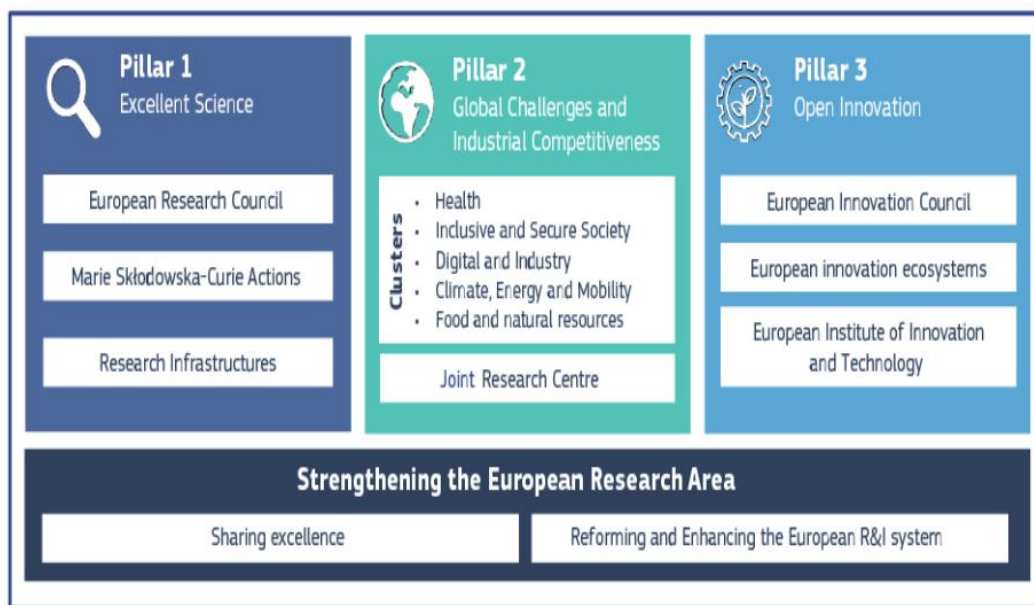 Pillar 1
Excellent Science
European Research Council
Marie Skłodowska-Curie Actions
Research Infrastructures
Pillar 2
Global Challenges and
Industrial Competitiveness
Clusters
• Health
• Inclusive and Secure Society
• Digital and Industry
• Climate, Energy and Mobility
• Food and natural resources
Joint Research Centre
Pillar 3
Open Innovation
European Innovation Council
European innovation ecosystems
European Institute of Innovation
and Technology
Strengthening the European Research Area
Sharing excellence
Reforming and Enhancing the European R&I system